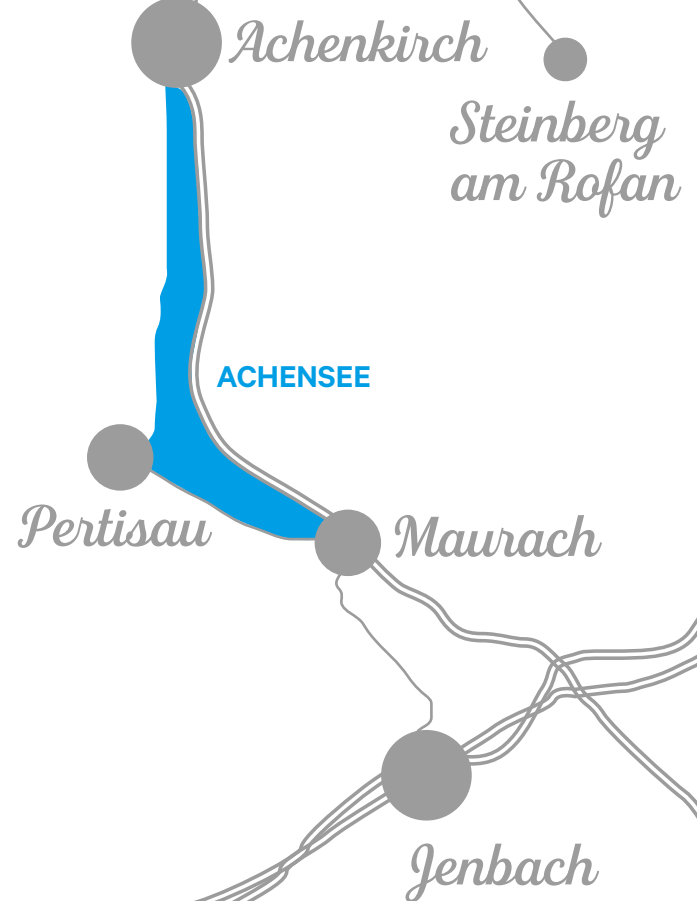 Achenkirch
Steinberg
am Rofan
ACHENSEE
Pertisau
Maurach
Jenbach